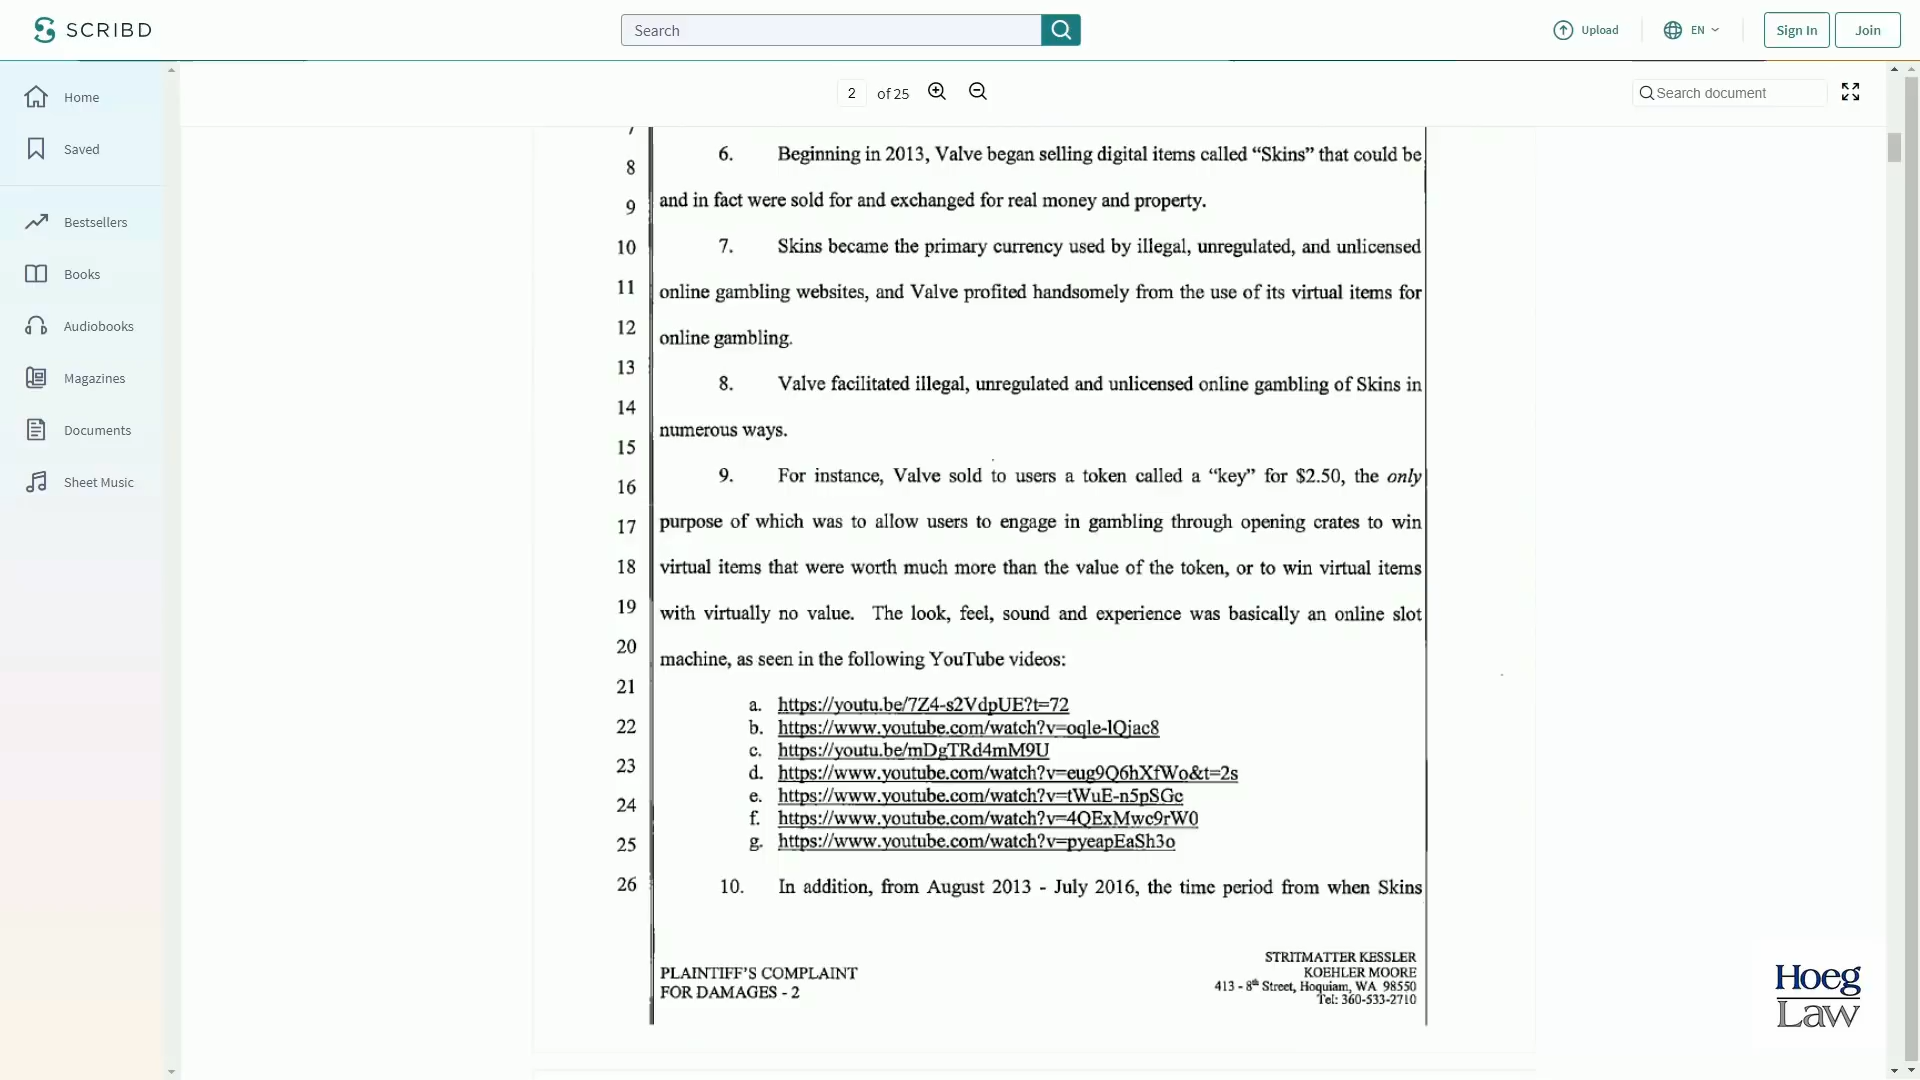 SCRIBD
Search
Upload
EN
Sign In
Join
Home
Saved
Bestsellers
Books
Audiobooks
Magazines
Documents
Sheet Music
2 of 25
Search document
7
8 6. Beginning in 2013, Valve began selling digital items called “Skins” that could be
9 and in fact were sold for and exchanged for real money and property.
10 7. Skins became the primary currency used by illegal, unregulated, and unlicensed
11 online gambling websites, and Valve profited handsomely from the use of its virtual items for
12 online gambling.
13 8. Valve facilitated illegal, unregulated and unlicensed online gambling of Skins in
14 numerous ways.
15
16 9. For instance, Valve sold to users a token called a “key” for $2.50, the only
17 purpose of which was to allow users to engage in gambling through opening crates to win
18 virtual items that were worth much more than the value of the token, or to win virtual items
19 with virtually no value. The look, feel, sound and experience was basically an online slot
20 machine, as seen in the following YouTube videos:
21 a. https://youtu.be/7Z4-s2VdpUE?t=72
22 b. https://www.youtube.com/watch?v=oqle-lQjac8
c. https://youtu.be/mDgTRd4mM9U
23 d. https://www.youtube.com/watch?v=eug9Q6hXfWo&t=2s
24 e. https://www.youtube.com/watch?v=tWuE-n5pSGc
f. https://www.youtube.com/watch?v=4QExMwc9rW0
25 g. https://www.youtube.com/watch?v=pyeapEaSh3o
26 10. In addition, from August 2013 - July 2016, the time period from when Skins
PLAINTIFF’S COMPLAINT
FOR DAMAGES - 2
STRITMATTER KESSLER
KOEHLER MOORE
413 - 8th Street, Hoquiam, WA 98550
Tel: 360-533-2710
Hoeg
Law